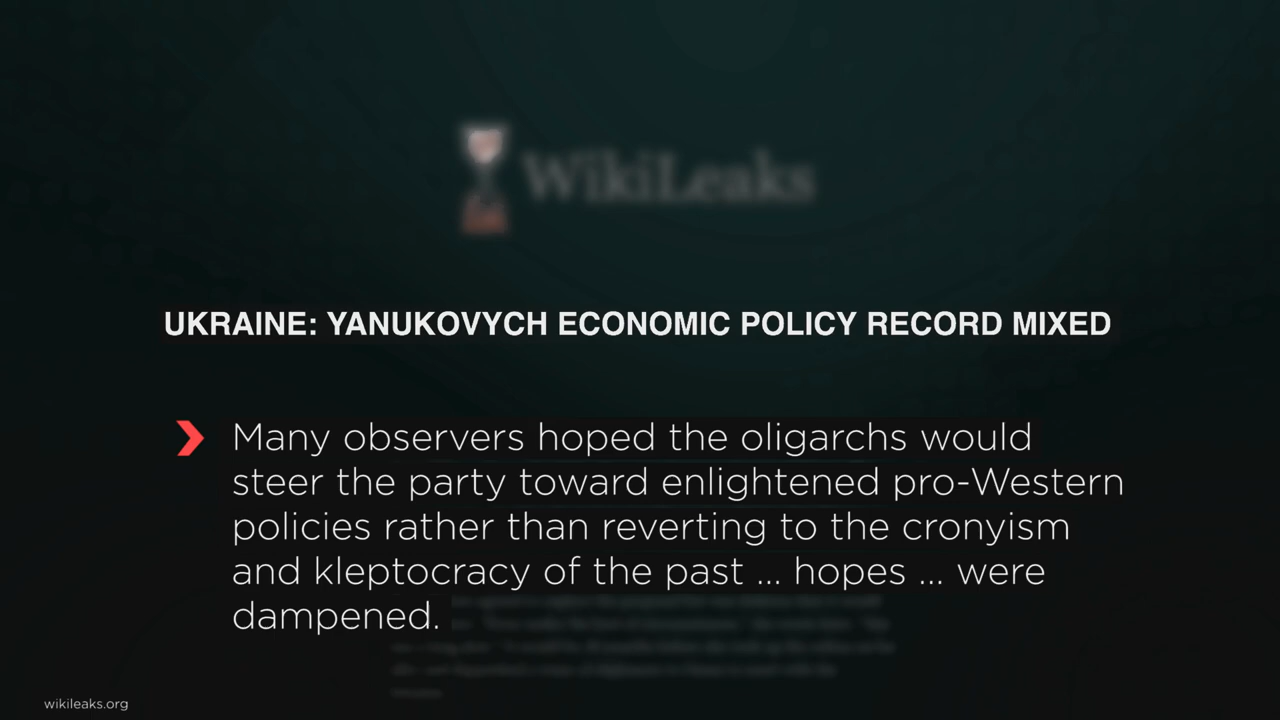 WikiLeaks
UKRAINE: YANUKOVYCH ECONOMIC POLICY RECORD MIXED
Many observers hoped the oligarchs would
steer the party toward enlightened pro-Western
policies rather than reverting to the cronyism
and kleptocracy of the past ... hopes ... were
dampened.
wikileaks.org